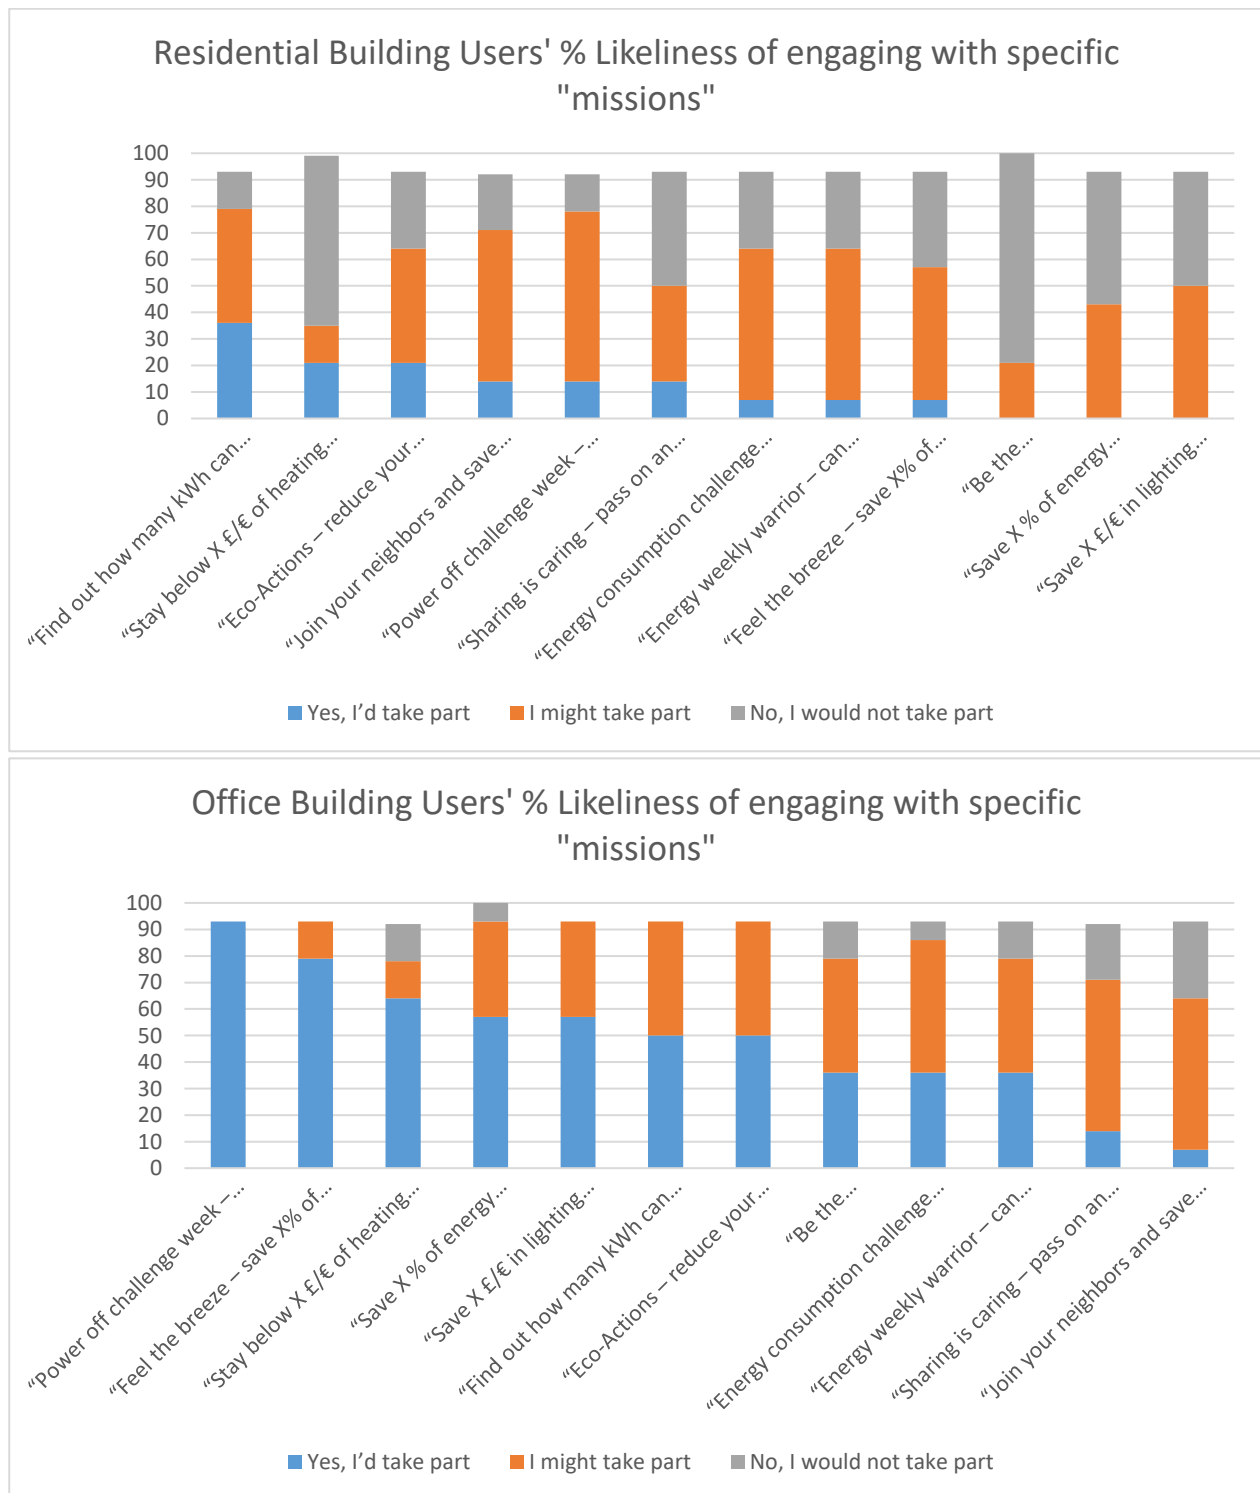 Residential Building Users' % Likeliness of engaging with specific
"missions"
100
90
80
70
60
50
40
30
20
10
0
“Find out how many kWh can…
“Stay below X £/€ of heating…
“Eco-Actions – reduce your…
“Join your neighbors and save…
“Power off challenge week –…
“Sharing is caring – pass on an…
“Energy consumption challenge…
“Energy weekly warrior – can…
“Feel the breeze – save X% of…
“Be the…
“Save X % of energy…
“Save X £/€ in lighting…
Yes, I’d take part
I might take part
No, I would not take part
Office Building Users' % Likeliness of engaging with specific
"missions"
100
90
80
70
60
50
40
30
20
10
0
“Power off challenge week –…
“Feel the breeze – save X% of…
“Stay below X £/€ of heating…
“Save X % of energy…
“Save X £/€ in lighting…
“Find out how many kWh can…
“Eco-Actions – reduce your…
“Be the…
“Energy consumption challenge…
“Energy weekly warrior – can…
“Sharing is caring – pass on an…
“Join your neighbors and save…
Yes, I’d take part
I might take part
No, I would not take part